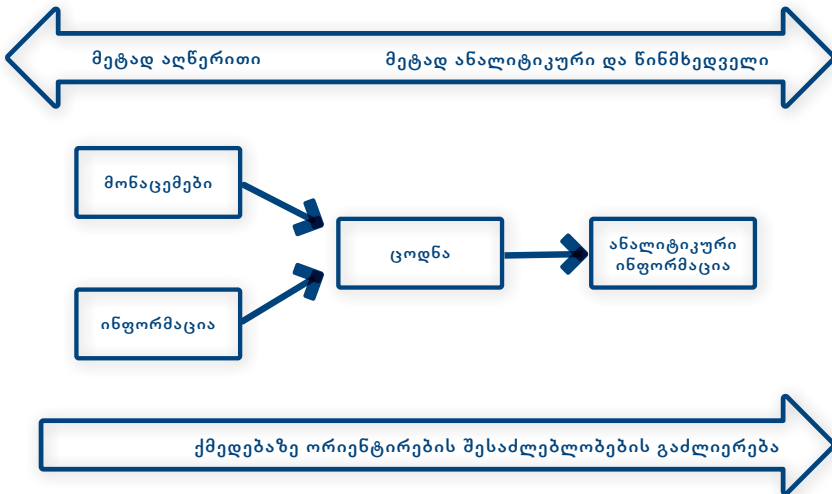 მეტად აღწერითი
მეტად ანალიტიკური და წინმხედველი
მონაცემები
ცოდნა
ანალიტიკური
ინფორმაცია
ინფორმაცია
ქმედებაზე ორიენტირების შესაძლებლობების გაძლიერება